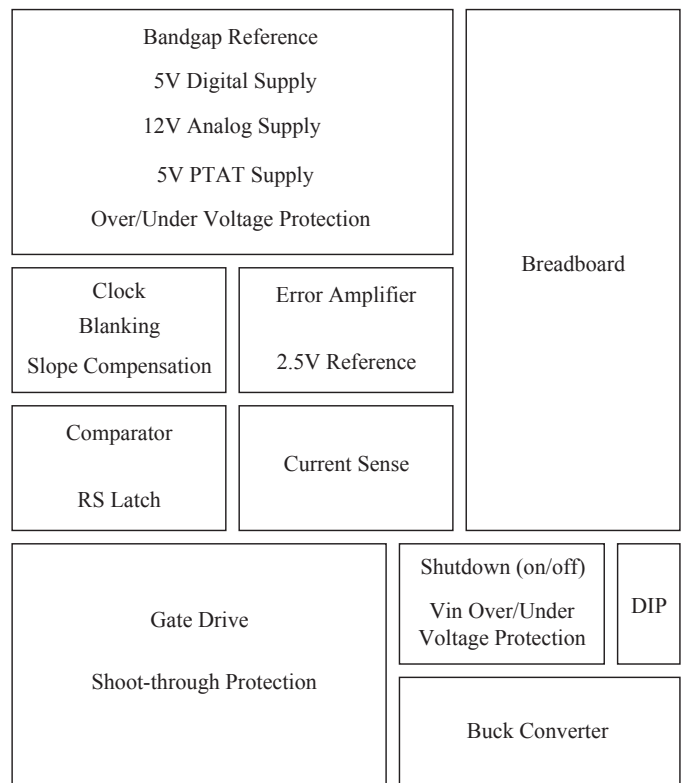 Bandgap Reference
5V Digital Supply
12V Analog Supply
5V PTAT Supply
Over/Under Voltage Protection
Breadboard
Clock
Blanking
Slope Compensation
Error Amplifier
2.5V Reference
Comparator
RS Latch
Current Sense
Gate Drive
Shoot-through Protection
Shutdown (on/off)
Vin Over/Under
Voltage Protection
DIP
Buck Converter